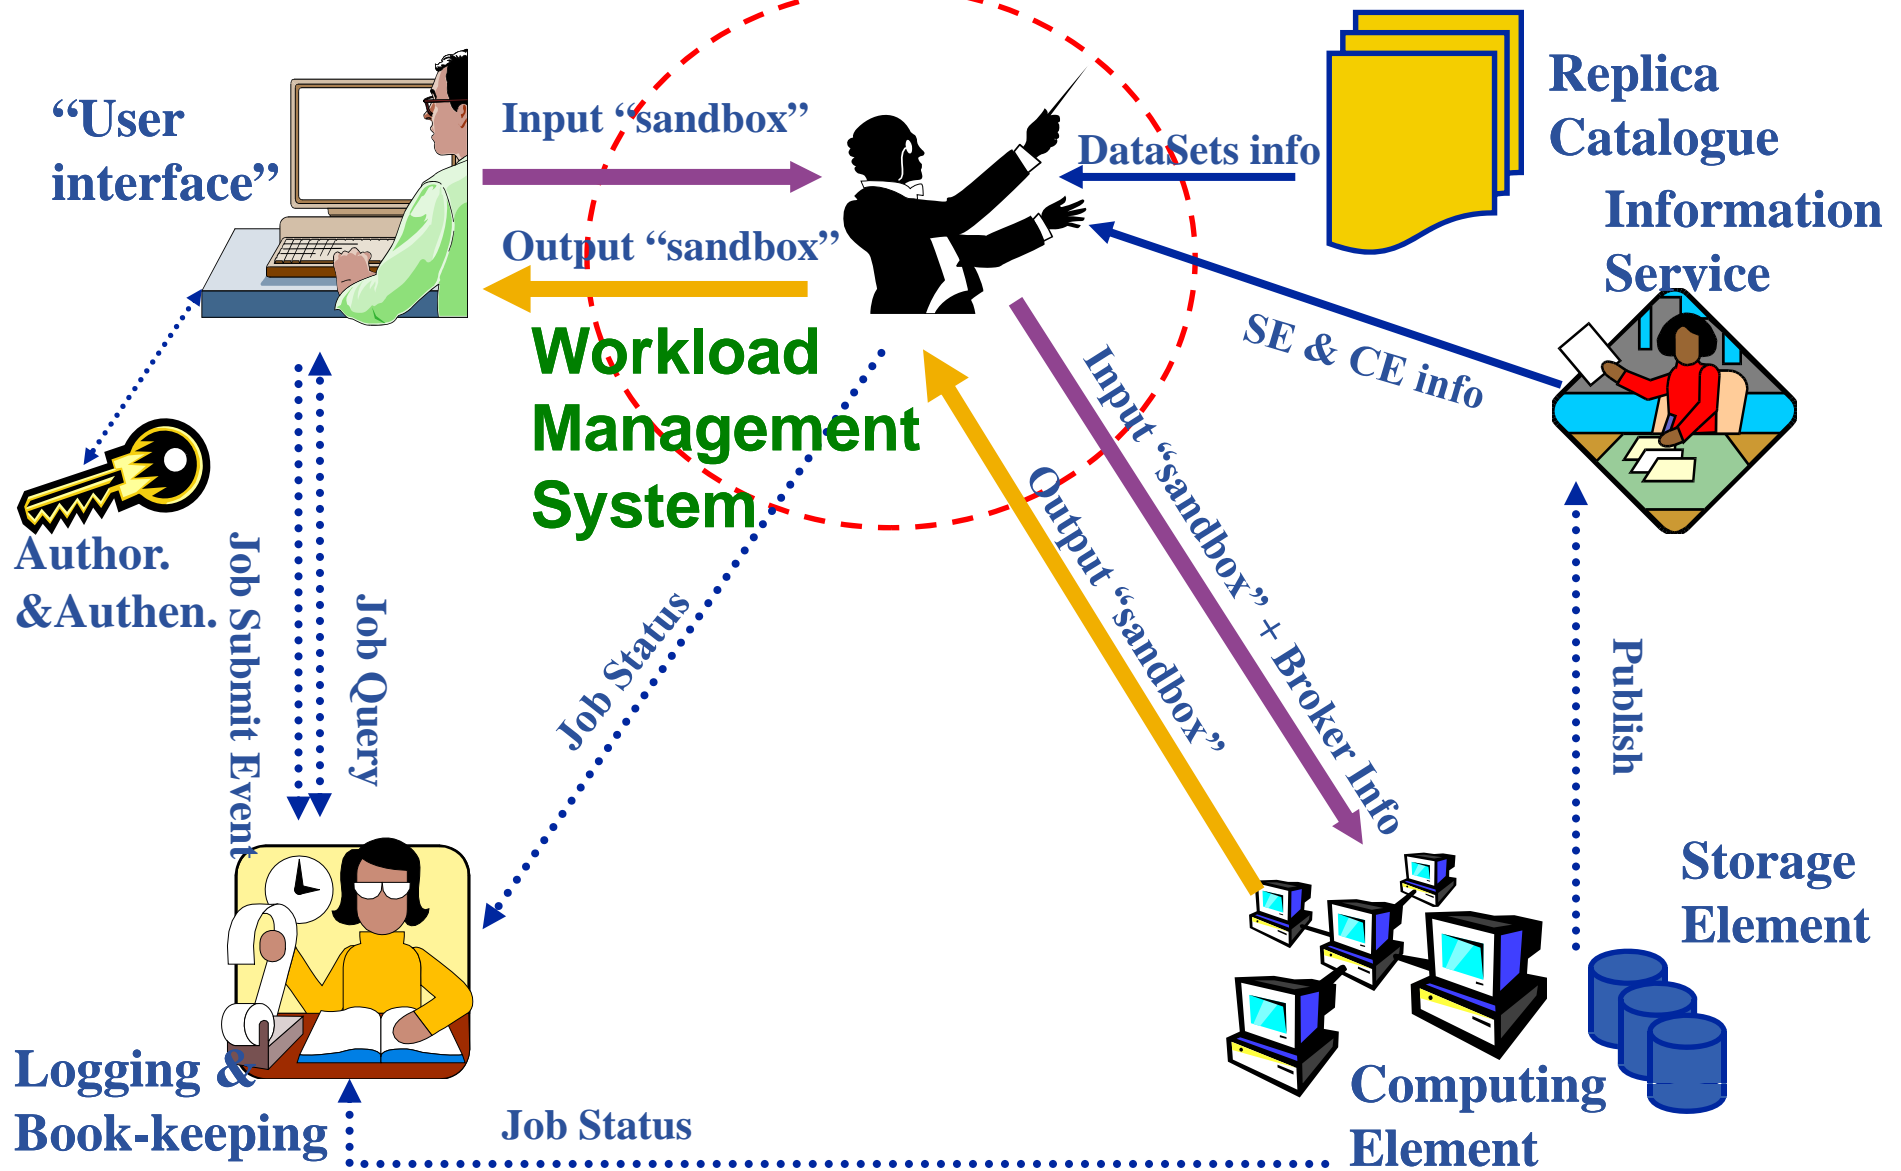 “User
interface”
Input “sandbox”
Output “sandbox”
DataSets info
Replica
Catalogue
Information
Service
SE & CE info
Workload
Management
System
Author.
&Authen.
Job Submit Event
Job Query
Job Status
Output “sandbox”
Input “sandbox” + Broker Info
Publish
Storage
Element
Logging &
Book-keeping
Job Status
Computing
Element